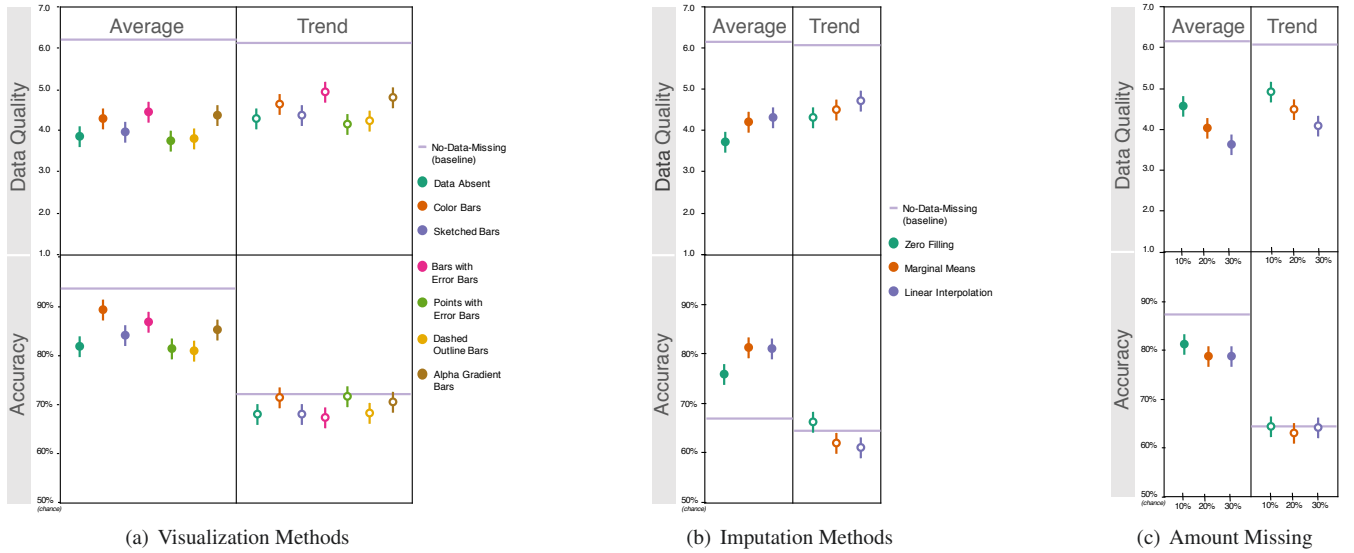 7.0
6.0
5.0
4.0
3.0
2.0
1.0
90%
80%
70%
60%
50%
(chance)
Data Quality
Accuracy
Average
Trend
No-Data-Missing
(baseline)
Data Absent
Color Bars
Sketched Bars
Bars with
Error Bars
Points with
Error Bars
Dashed
Outline Bars
Alpha Gradient
Bars
(a) Visualization Methods
7.0
6.0
5.0
4.0
3.0
2.0
1.0
90%
80%
70%
60%
50%
(chance)
Data Quality
Accuracy
Average
Trend
No-Data-Missing
(baseline)
Zero Filling
Marginal Means
Linear Interpolation
(b) Imputation Methods
7.0
6.0
5.0
4.0
3.0
2.0
1.0
90%
80%
70%
60%
50%
(chance)
Data Quality
Accuracy
Average
Trend
10% 20% 30%
10% 20% 30%
10% 20% 30%
10% 20% 30%
(c) Amount Missing